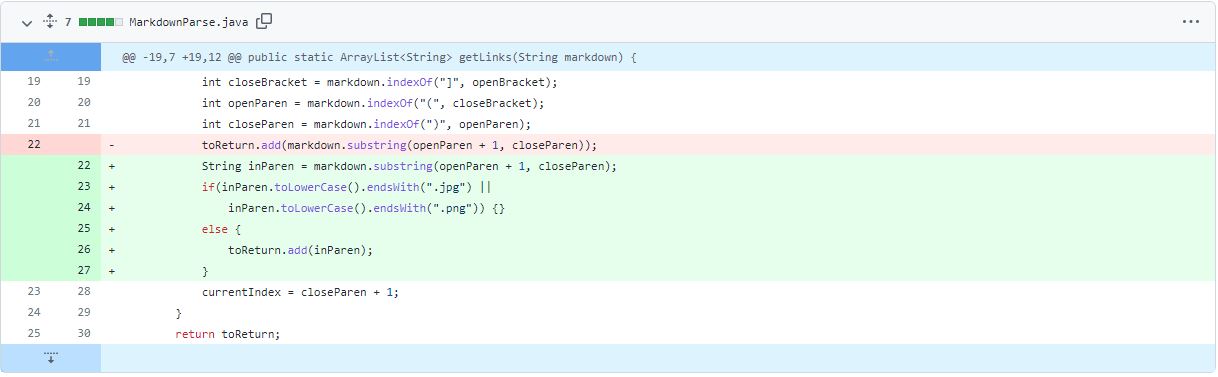 7 MarkdownParse.java
@@ -19,7 +19,12 @@ public static ArrayList<String> getLinks(String markdown) {
19 19 int closeBracket = markdown.indexOf("]", openBracket);
20 20 int openParen = markdown.indexOf("(", closeBracket);
21 21 int closeParen = markdown.indexOf(")", openParen);
22 - toReturn.add(markdown.substring(openParen + 1, closeParen));
22 + String inParen = markdown.substring(openParen + 1, closeParen);
23 + if(inParen.toLowerCase().endsWith(".jpg") ||
24 + inParen.toLowerCase().endsWith(".png")) {}
25 + else {
26 + toReturn.add(inParen);
27 + }
23 28 currentIndex = closeParen + 1;
24 29 }
25 30 return toReturn;